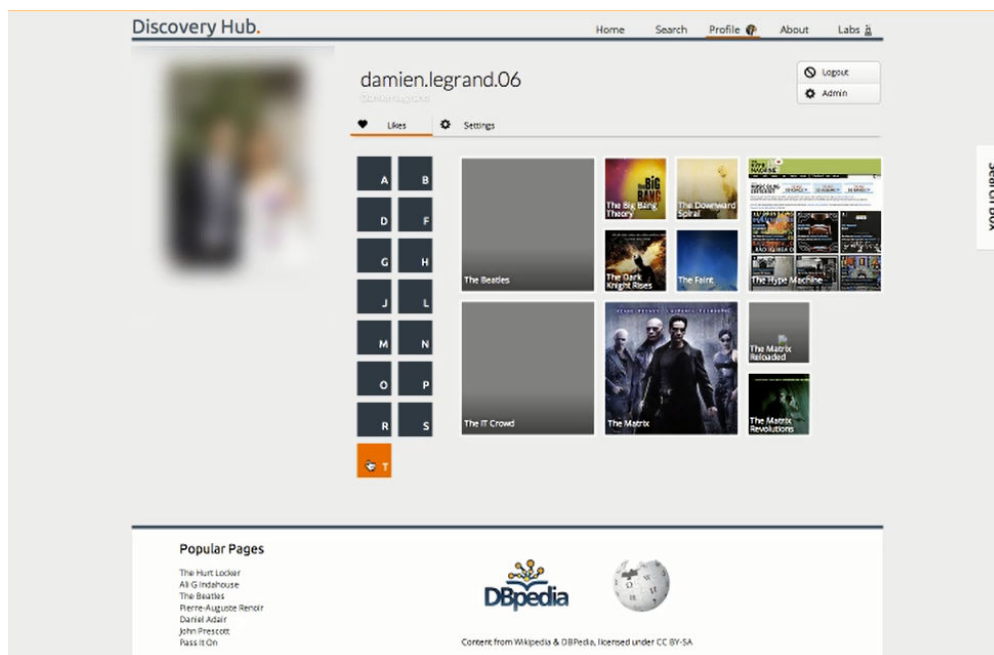 Discovery Hub.
Home Search Profile About Labs
damien.legrand.06
Logout
Admin
Likes Settings
Search Box
A B
D F
G H
J L
M N
O P
R S
T
The Beatles
The Big Bang
Theory
The Downward
Spiral
The Dark
Knight Rises
The Faint
The Hype Machine
The IT Crowd
The Matrix
The Matrix
Reloaded
The Matrix
Revolutions
Popular Pages
The Hurt Locker
Ali G Indahouse
The Beatles
Pierre-Auguste Renoir
Daniel Adair
John Prescott
Pass It On
DBpedia
Content from Wikipedia & DBPedia, licensed under CC BY-SA